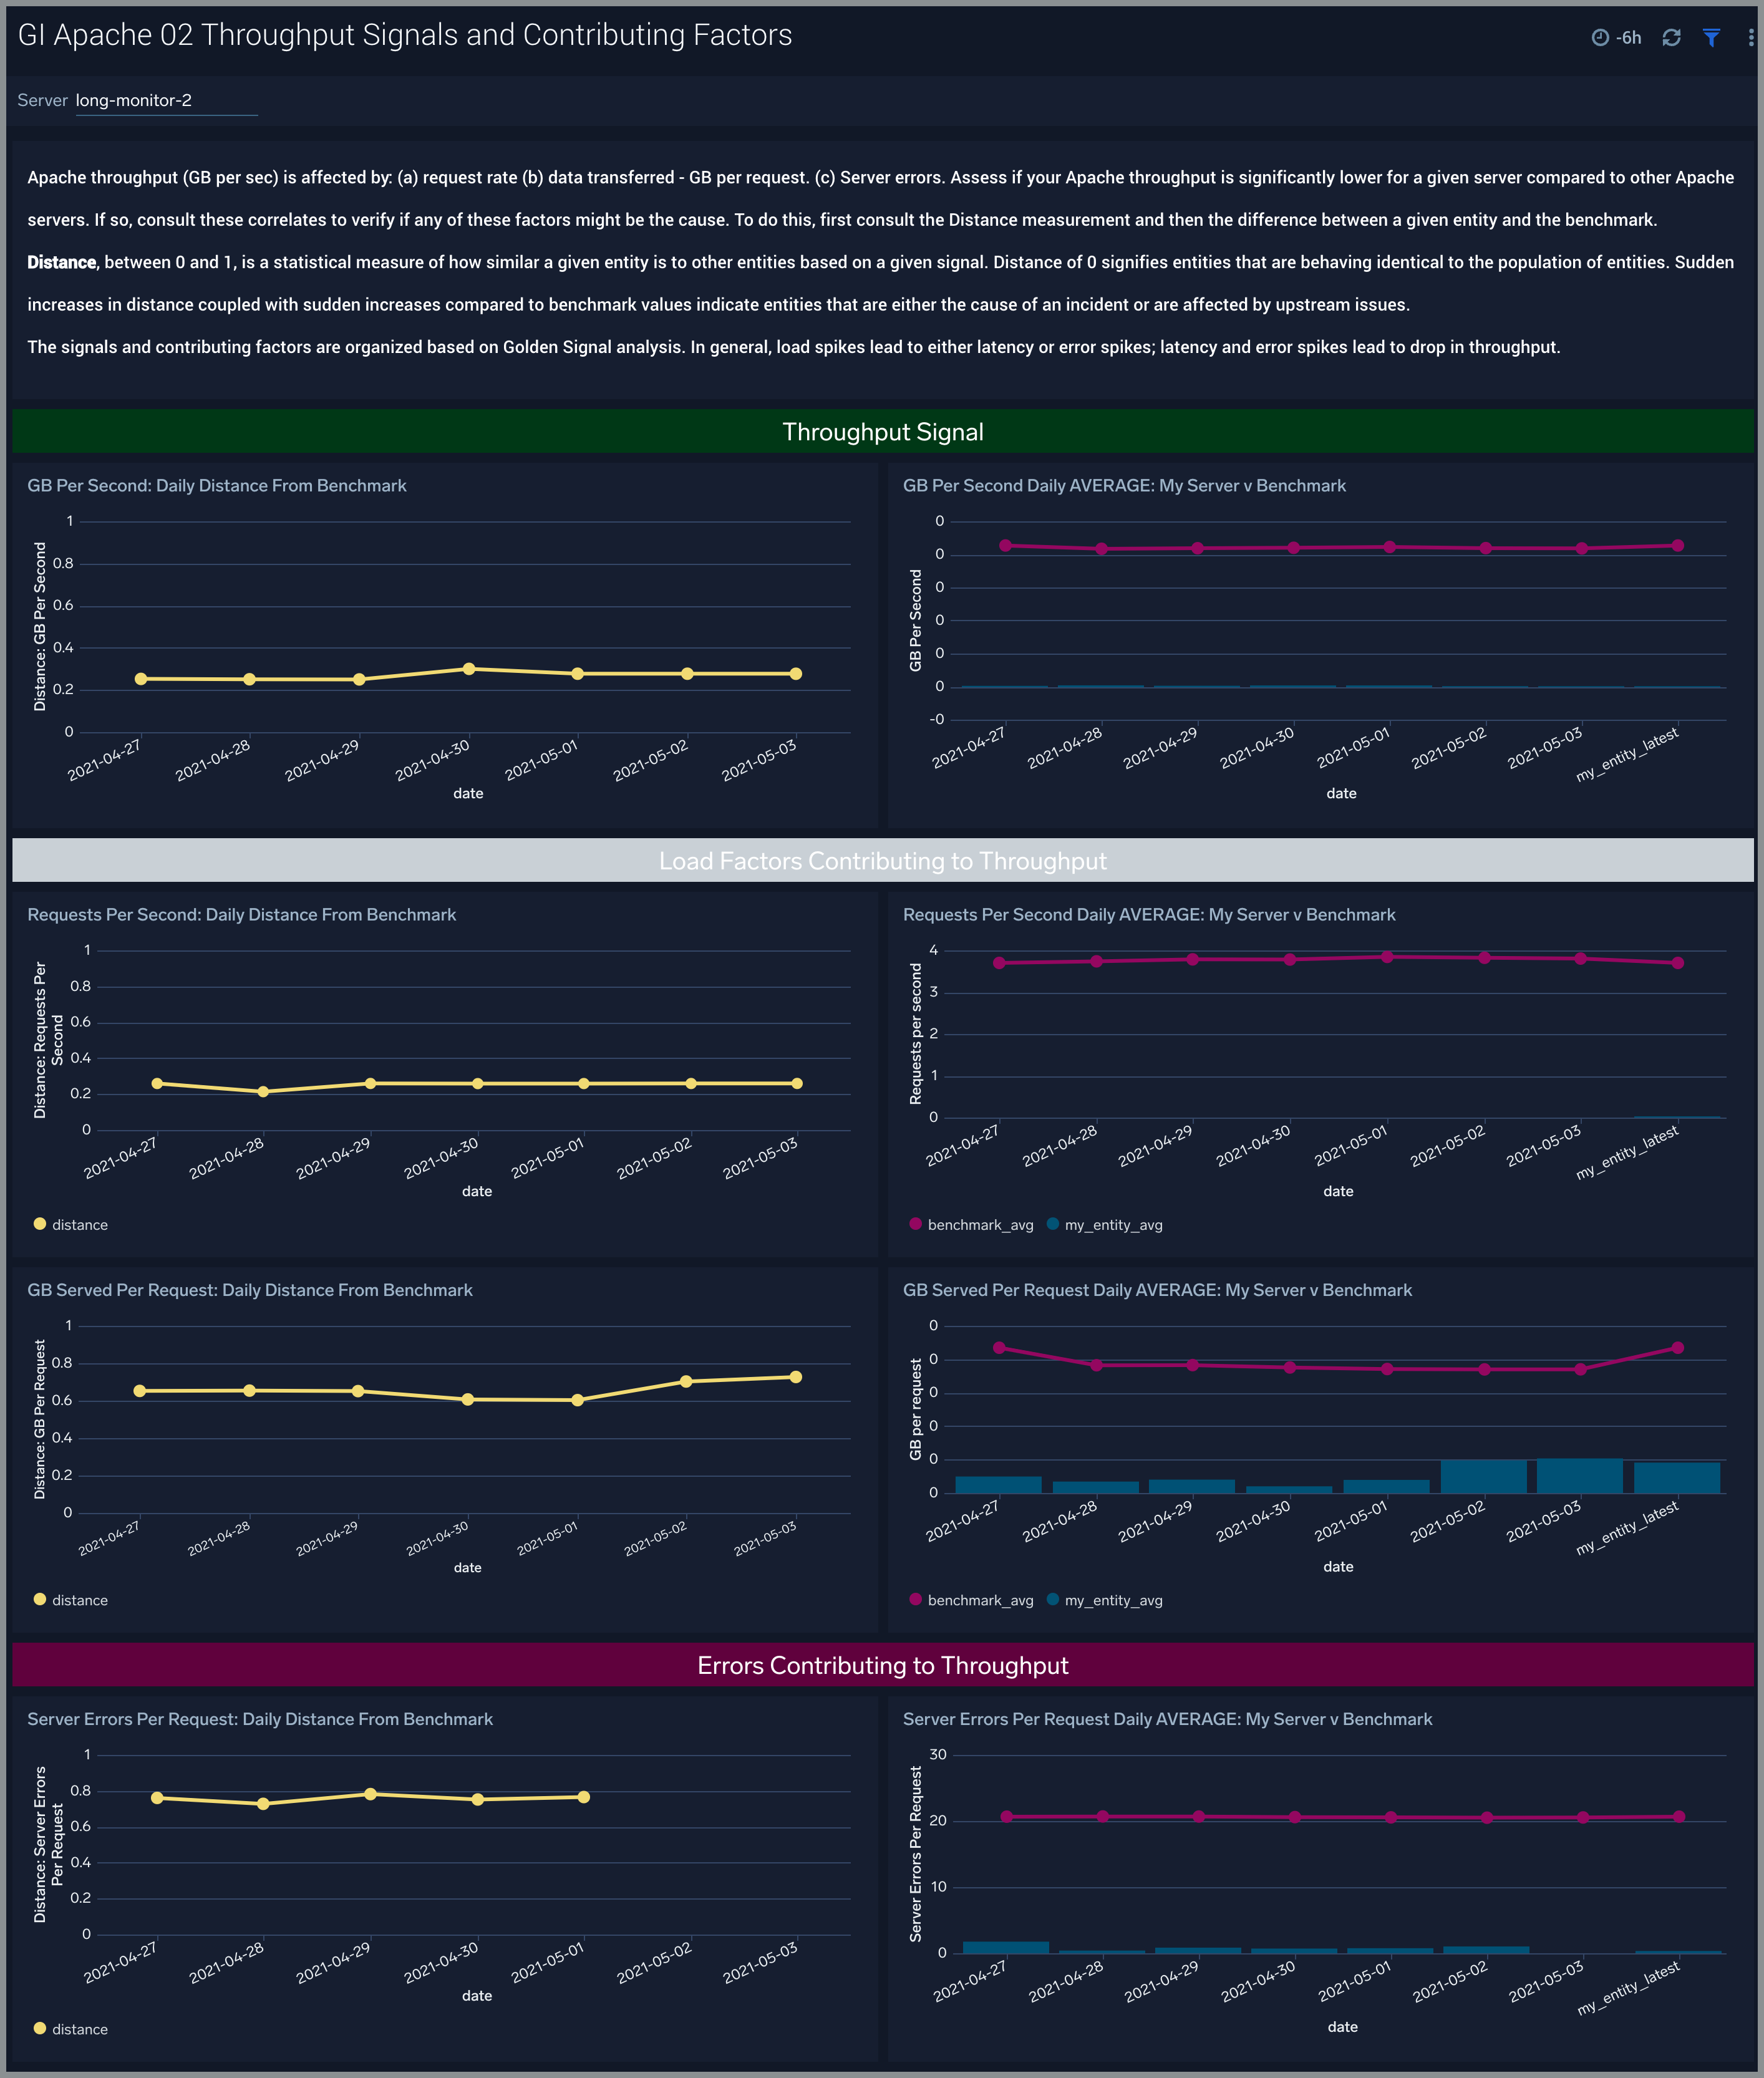 GI Apache 02 Throughput Signals and Contributing Factors
-6h
Server long-monitor-2
Apache throughput (GB per sec) is affected by: (a) request rate (b) data transferred - GB per request. (c) Server errors. Assess if your Apache throughput is significantly lower for a given server compared to other Apache
servers. If so, consult these correlates to verify if any of these factors might be the cause. To do this, first consult the Distance measurement and then the difference between a given entity and the benchmark.
Distance, between 0 and 1, is a statistical measure of how similar a given entity is to other entities based on a given signal. Distance of 0 signifies entities that are behaving identical to the population of entities. Sudden
increases in distance coupled with sudden increases compared to benchmark values indicate entities that are either the cause of an incident or are affected by upstream issues.
The signals and contributing factors are organized based on Golden Signal analysis. In general, load spikes lead to either latency or error spikes; latency and error spikes lead to drop in throughput.
Throughput Signal
GB Per Second: Daily Distance From Benchmark
Distance: GB Per Second
1
0.8
0.6
0.4
0.2
0
2021-04-27 2021-04-28 2021-04-29 2021-04-30 2021-05-01 2021-05-02 2021-05-03
date
GB Per Second Daily AVERAGE: My Server v Benchmark
GB Per Second
0
0
0
0
0
0
-0
2021-04-27 2021-04-28 2021-04-29 2021-04-30 2021-05-01 2021-05-02 2021-05-03 my_entity_latest
date
Load Factors Contributing to Throughput
Requests Per Second: Daily Distance From Benchmark
Distance: Requests Per
Second
1
0.8
0.6
0.4
0.2
0
2021-04-27 2021-04-28 2021-04-29 2021-04-30 2021-05-01 2021-05-02 2021-05-03
date
distance
Requests Per Second Daily AVERAGE: My Server v Benchmark
Requests per second
4
3
2
1
0
2021-04-27 2021-04-28 2021-04-29 2021-04-30 2021-05-01 2021-05-02 2021-05-03 my_entity_latest
date
benchmark_avg my_entity_avg
GB Served Per Request: Daily Distance From Benchmark
Distance: GB Per Request
1
0.8
0.6
0.4
0.2
0
2021-04-27 2021-04-28 2021-04-29 2021-04-30 2021-05-01 2021-05-02 2021-05-03
date
distance
GB Served Per Request Daily AVERAGE: My Server v Benchmark
GB per request
0
0
0
0
0
0
2021-04-27 2021-04-28 2021-04-29 2021-04-30 2021-05-01 2021-05-02 2021-05-03 my_entity_latest
date
benchmark_avg my_entity_avg
Errors Contributing to Throughput
Server Errors Per Request: Daily Distance From Benchmark
Distance: Server Errors
Per Request
1
0.8
0.6
0.4
0.2
0
2021-04-27 2021-04-28 2021-04-29 2021-04-30 2021-05-01 2021-05-02 2021-05-03
date
distance
Server Errors Per Request Daily AVERAGE: My Server v Benchmark
Server Errors Per Request
30
20
10
0
2021-04-27 2021-04-28 2021-04-29 2021-04-30 2021-05-01 2021-05-02 2021-05-03 my_entity_latest
date